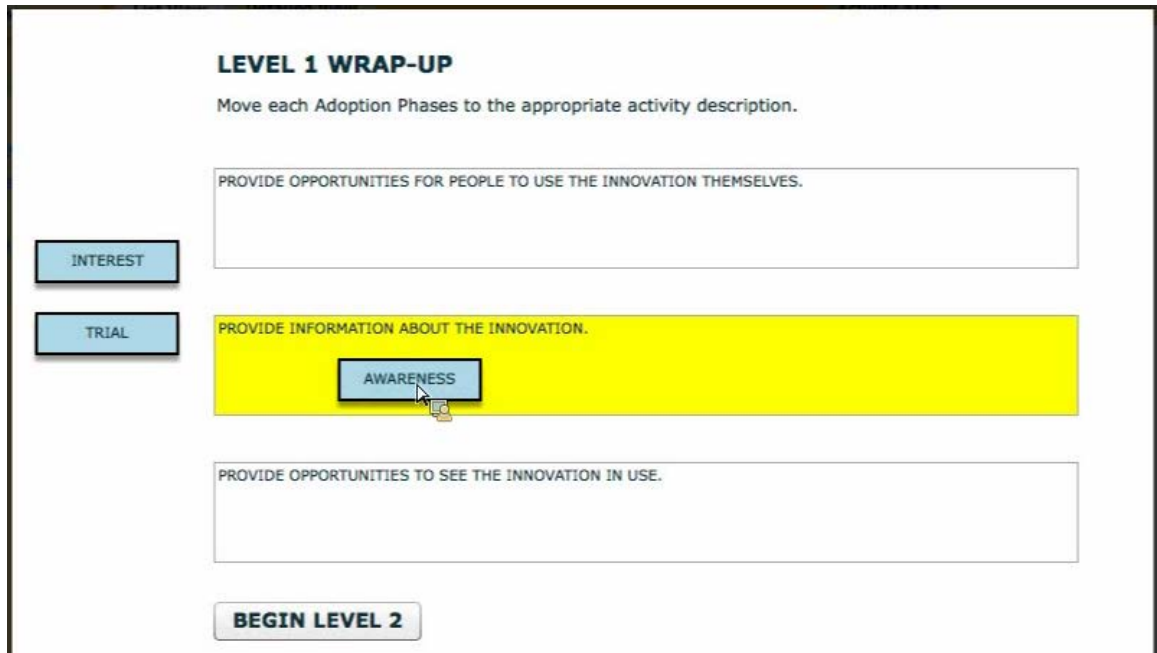 LEVEL 1 WRAP-UP
Move each Adoption Phases to the appropriate activity description.
PROVIDE OPPORTUNITIES FOR PEOPLE TO USE THE INNOVATION THEMSELVES.
INTEREST
TRIAL
PROVIDE INFORMATION ABOUT THE INNOVATION.
AWARENESS
PROVIDE OPPORTUNITIES TO SEE THE INNOVATION IN USE.
BEGIN LEVEL 2